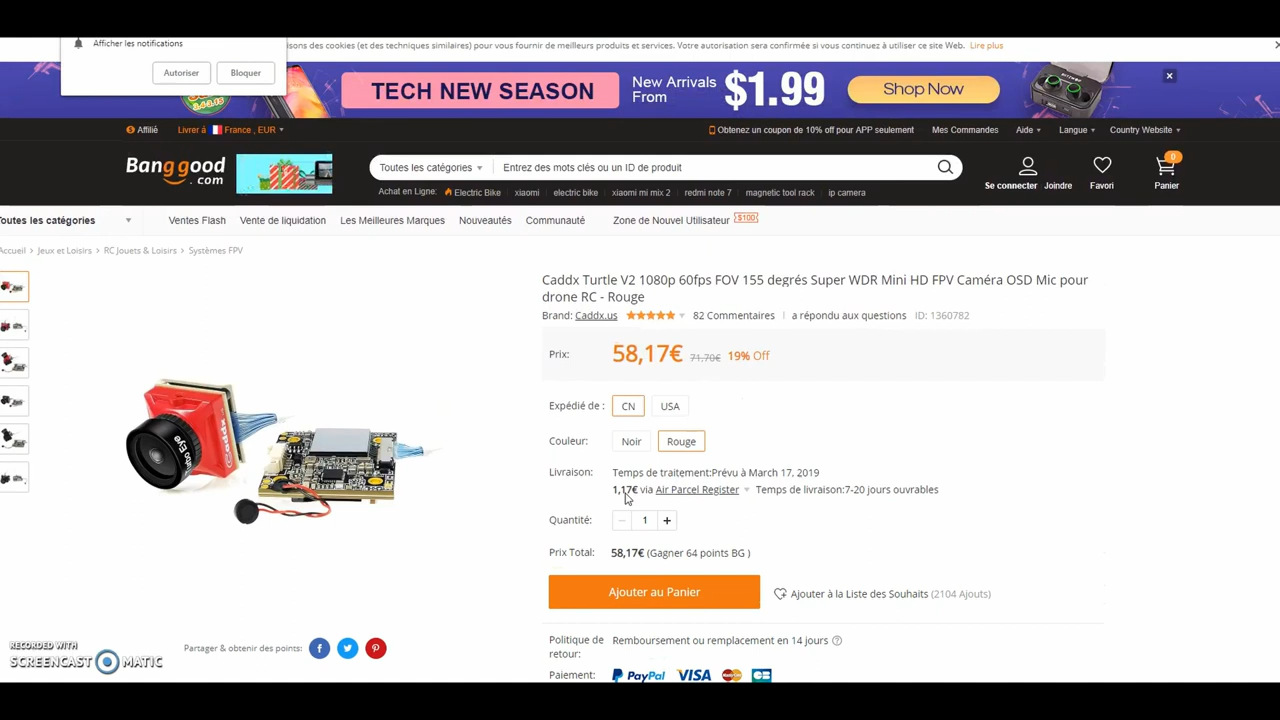 Afficher les notifications
Autoriser Bloquer
isons des cookies (et des techniques similaires) pour vous fournir de meilleurs produits et services. Votre autorisation sera confirmée si vous continuez à utiliser ce site Web. Lire plus
TECH NEW SEASON New Arrivals From $1.99 Shop Now
Affilié Livrer á France , EUR Obtenez un coupon de 10% off pour APP seulement Mes Commandes Aide Langue Country Website
Banggood.com Toutes les catégories Entrez des mots clés ou un ID de produit 0
Se connecter Joindre Favori Panier
Achat en Ligne: Electric Bike xiaomi electric bike xiaomi mi mix 2 redmi note 7 magnetic tool rack ip camera
Toutes les catégories Ventes Flash Vente de liquidation Les Meilleures Marques Nouveautés Communauté Zone de Nouvel Utilisateur $100
Accueil Jeux et Loisirs RC Jouets & Loisirs Systèmes FPV
Caddx Turtle V2 1080p 60fps FOV 155 degrés Super WDR Mini HD FPV Caméra OSD Mic pour
drone RC - Rouge
Brand: Caddx.us 82 Commentaires a répondu aux questions ID: 1360782
Prix: 58,17€ 71,70€ 19% Off
Expédié de : CN USA
Couleur: Noir Rouge
Livraison: Temps de traitement:Prévu à March 17, 2019
1,17€ via Air Parcel Register Temps de livraison:7-20 jours ouvrables
Quantité: 1
Prix Total: 58,17€ (Gagner 64 points BG )
Ajouter au Panier Ajouter à la Liste des Souhaits (2104 Ajouts)
Politique de retour: Remboursement ou remplacement en 14 jours
Paiement: PayPal VISA
Partager & obtenir des points:
RECORDED WITH
SCREENCAST MATIC
Caddx